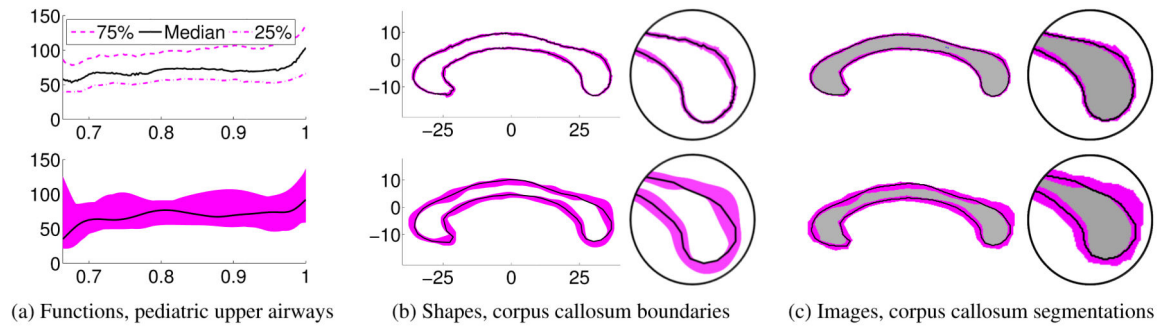 150
100
50
0
75% Median 25%
0.7 0.8 0.9 1
150
100
50
0
0.7 0.8 0.9 1
(a) Functions, pediatric upper airways
10
0
−10
−25 0 25
10
0
−10
−25 0 25
(b) Shapes, corpus callosum boundaries
(c) Images, corpus callosum segmentations